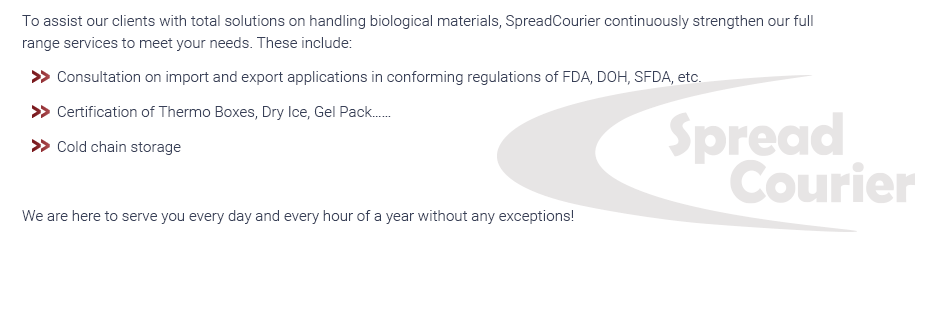 To assist our clients with total solutions on handling biological materials, SpreadCourier continuously strengthen our full
range services to meet your needs. These include:
Consultation on import and export applications in conforming regulations of FDA, DOH, SFDA, etc.
Certification of Thermo Boxes, Dry Ice, Gel Pack......
Cold chain storage
Spread
Courier
We are here to serve you every day and every hour of a year without any exceptions!